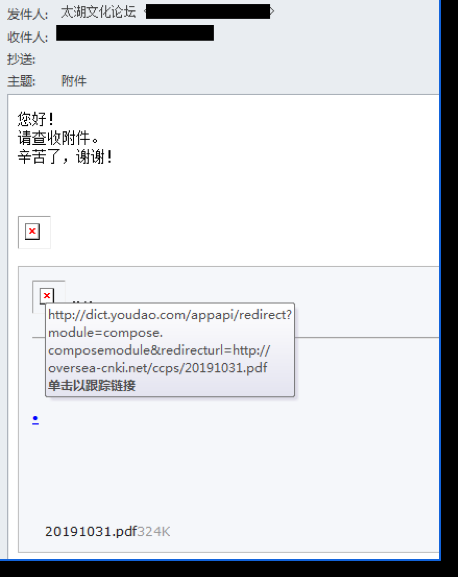 发件人: 太湖文化论坛 < >
收件人:
抄送:
主题: 附件
您好!
请查收附件。
辛苦了，谢谢!
http://dict.youdao.com/appapi/redirect?
module=compose.
composemodule&redirecturl=http://
oversea-cnki.net/ccps/20191031.pdf
单击以跟踪链接
20191031.pdf324K